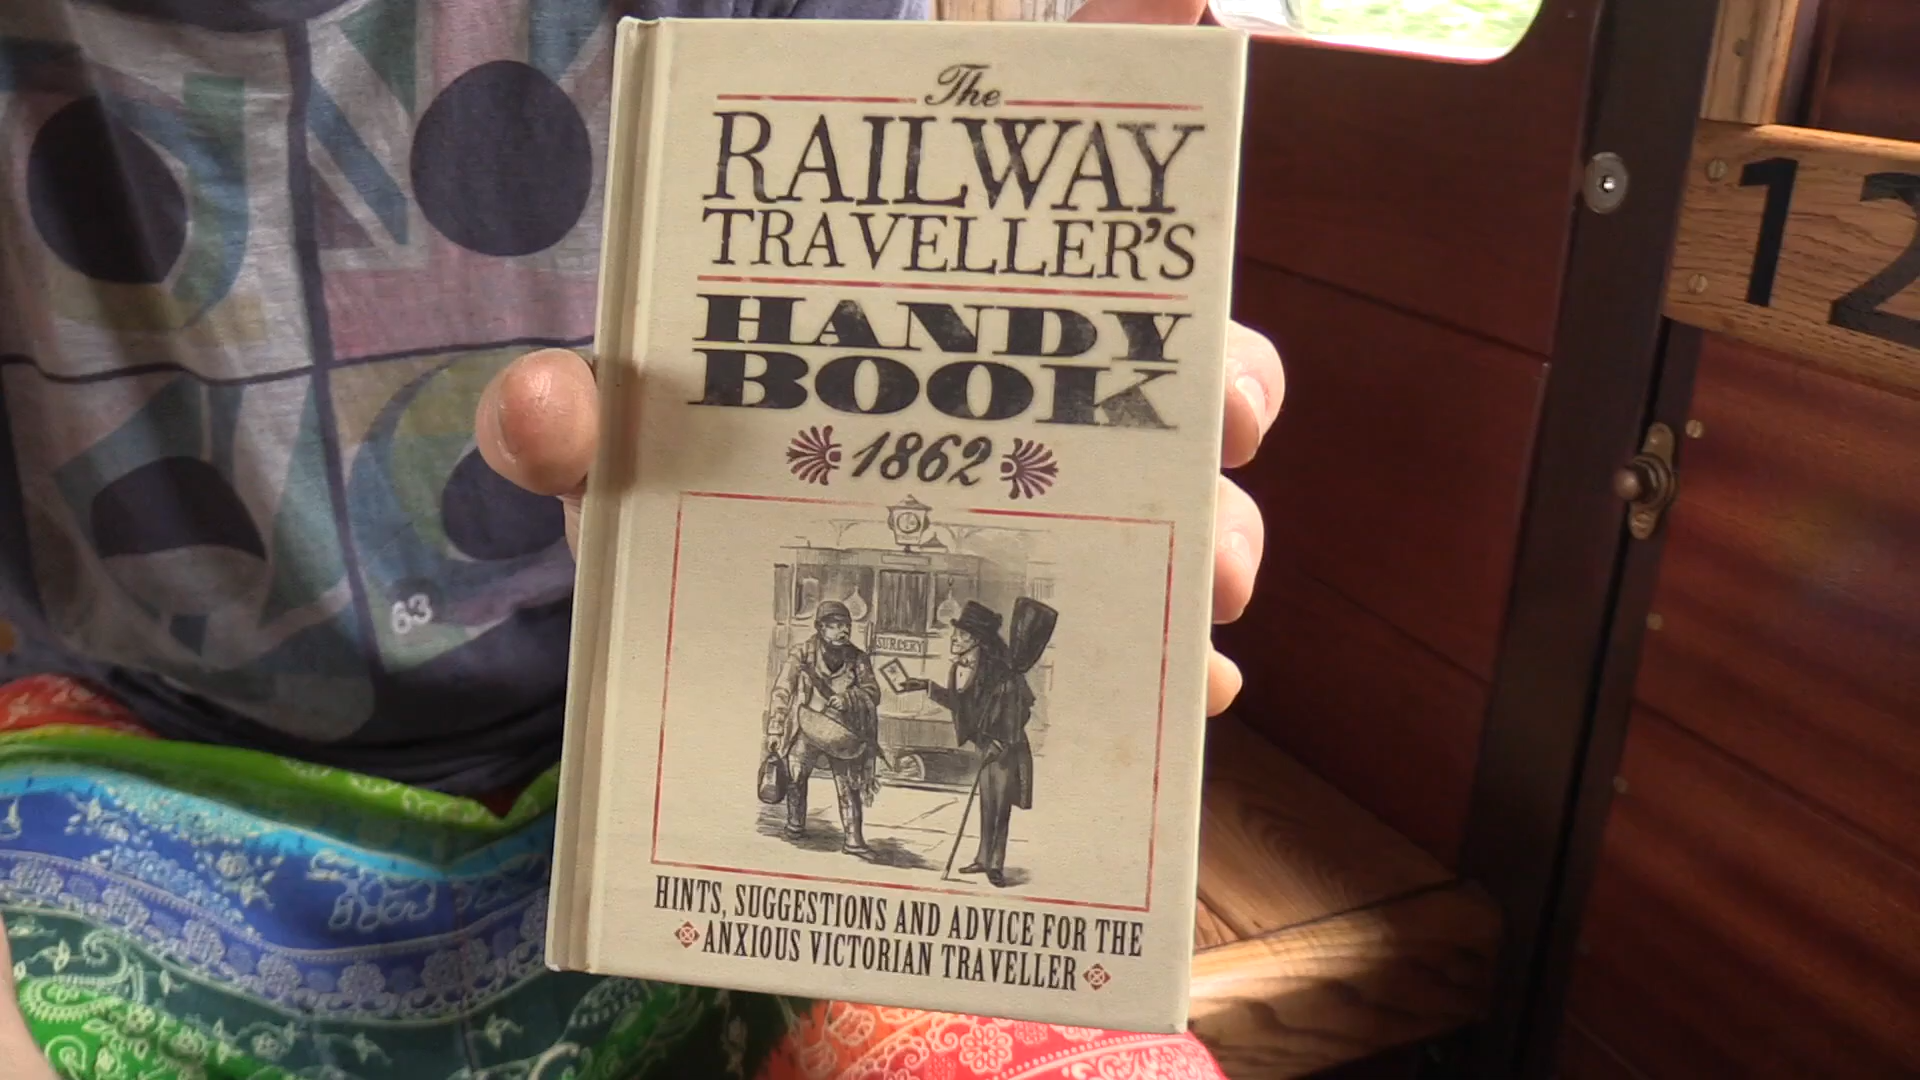 The
RAILWAY
TRAVELLER'S
HANDY
BOOK
1862
SURGERY
HINTS, SUGGESTIONS AND ADVICE FOR THE
ANXIOUS VICTORIAN TRAVELLER
63
12